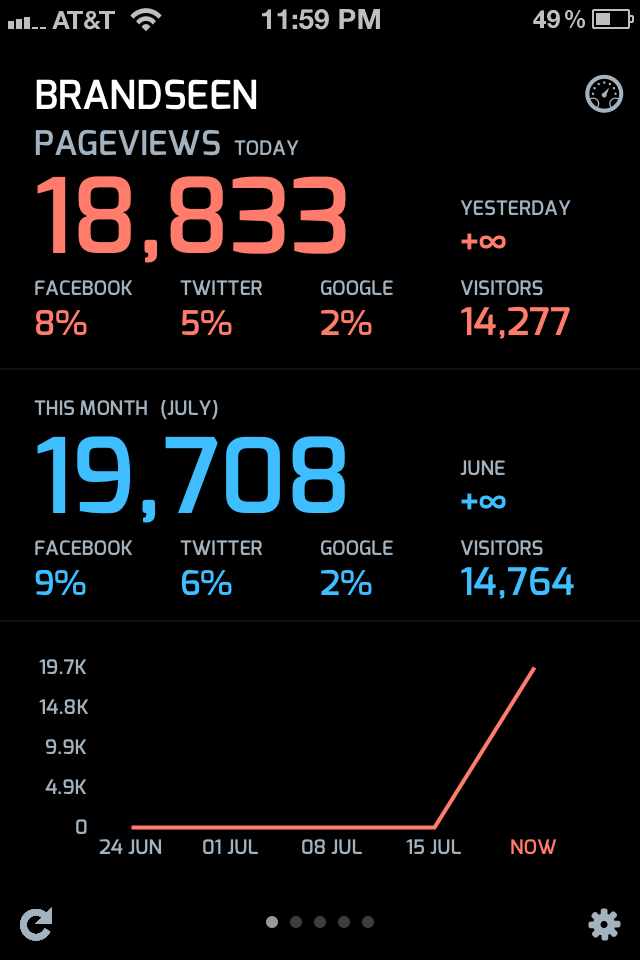 AT&T 11:59 PM 49%
BRANDSEEN
PAGEVIEWS TODAY
18,833
YESTERDAY
+∞
FACEBOOK TWITTER GOOGLE VISITORS
8% 5% 2% 14,277
THIS MONTH (JULY)
19,708
JUNE
+∞
FACEBOOK TWITTER GOOGLE VISITORS
9% 6% 2% 14,764
19.7K
14.8K
9.9K
4.9K
0
24 JUN 01 JUL 08 JUL 15 JUL NOW